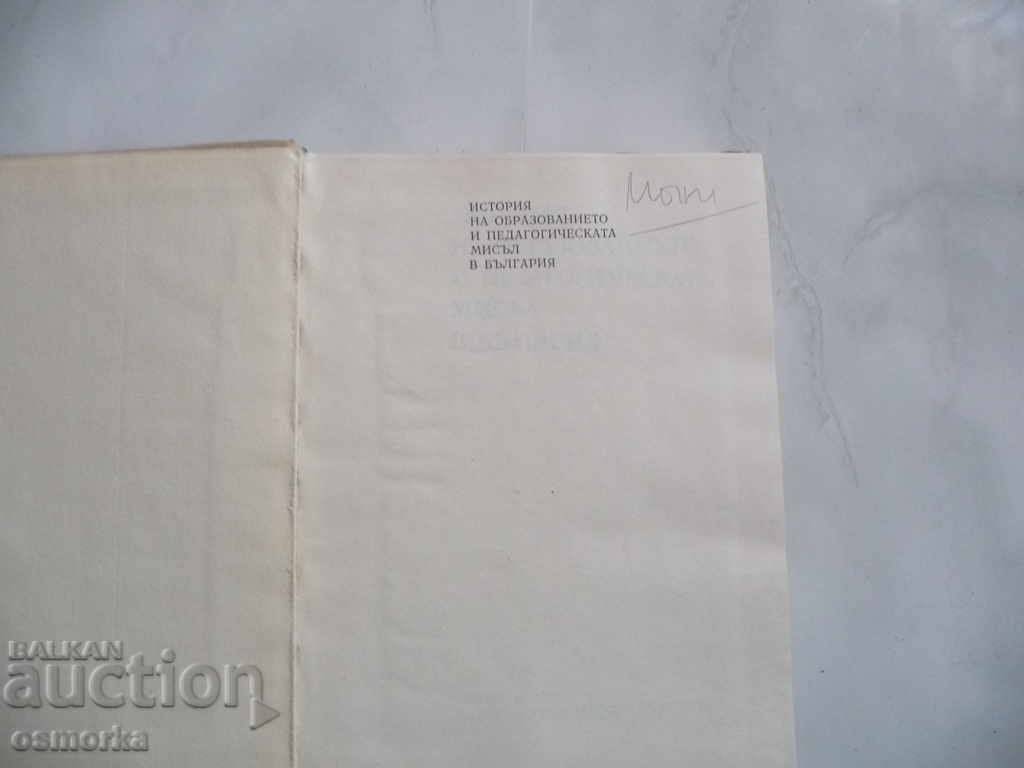 ИСТОРИЯ
НА ОБРАЗОВАНИЕТО
И ПЕДАГОГИЧЕСКАТА
МИСЪЛ
В БЪЛГАРИЯ
BALKAN
auction
osmorka